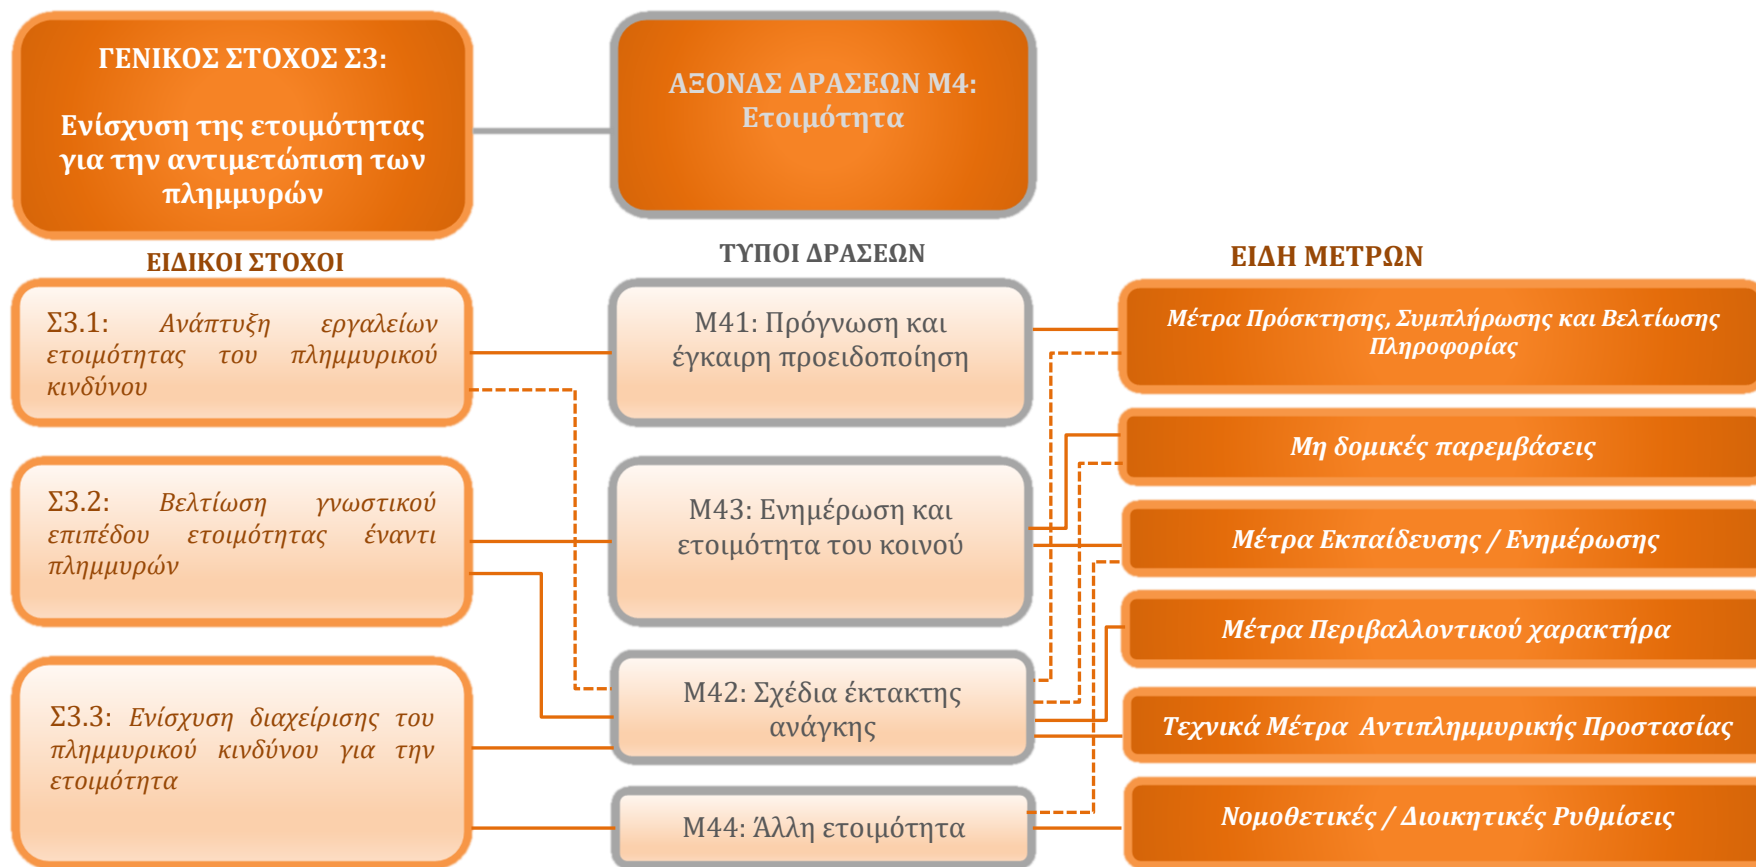 ΓΕΝΙΚΟΣ ΣΤΟΧΟΣ Σ3:
Ενίσχυση της ετοιμότητας
για την αντιμετώπιση των
πλημμυρών
ΑΞΟΝΑΣ ΔΡΑΣΕΩΝ Μ4:
Ετοιμότητα
ΕΙΔΙΚΟΙ ΣΤΟΧΟΙ
Σ3.1: Ανάπτυξη εργαλείων
ετοιμότητας του πλημμυρικού
κινδύνου
Σ3.2: Βελτίωση γνωστικού
επιπέδου ετοιμότητας έναντι
πλημμυρών
Σ3.3: Ενίσχυση διαχείρισης του
πλημμυρικού κινδύνου για την
ετοιμότητα
ΤΥΠΟΙ ΔΡΑΣΕΩΝ
Μ41: Πρόγνωση και
έγκαιρη προειδοποίηση
Μ43: Ενημέρωση και
ετοιμότητα του κοινού
Μ42: Σχέδια έκτακτης
ανάγκης
Μ44: Άλλη ετοιμότητα
ΕΙΔΗ ΜΕΤΡΩΝ
Μέτρα Πρόσκτησης, Συμπλήρωσης και Βελτίωσης
Πληροφορίας
Μη δομικές παρεμβάσεις
Μέτρα Εκπαίδευσης / Ενημέρωσης
Μέτρα Περιβαλλοντικού χαρακτήρα
Τεχνικά Μέτρα Αντιπλημμυρικής Προστασίας
Νομοθετικές / Διοικητικές Ρυθμίσεις